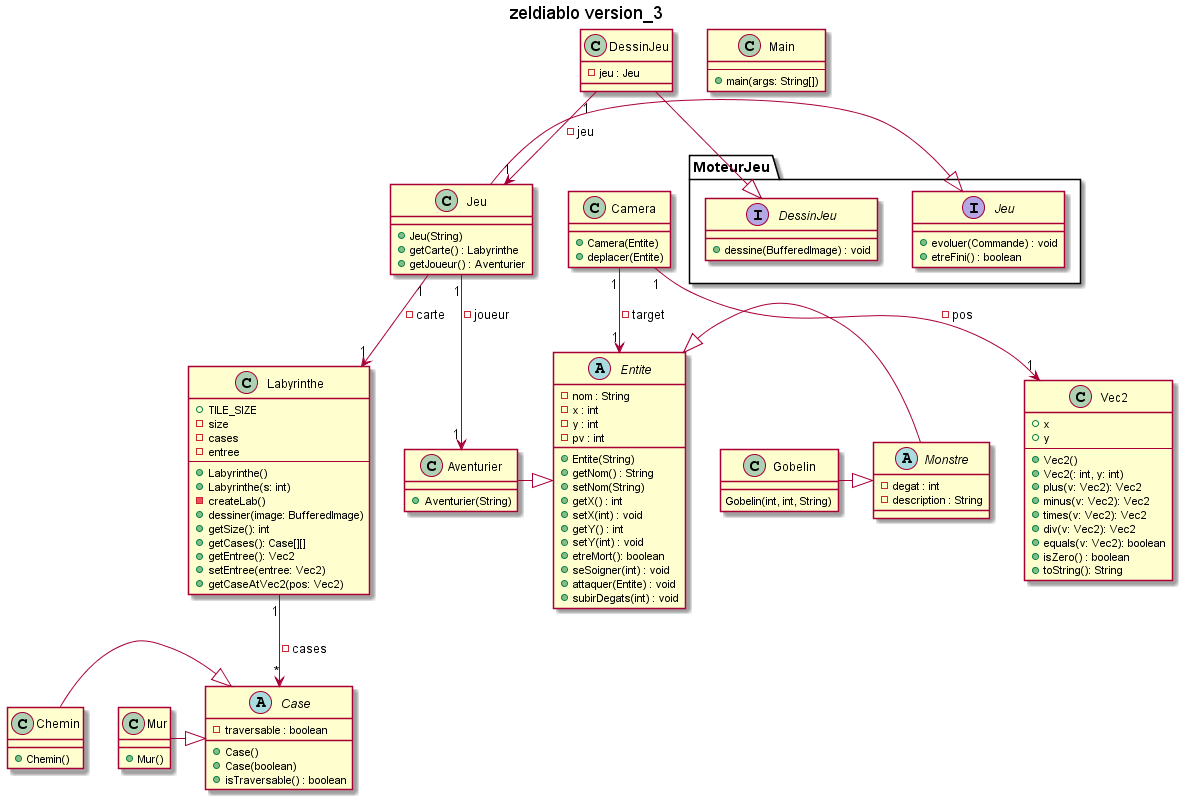 zeldiablo version_3
C DessinJeu
jeu : Jeu
C Main
main(args: String[])
1
jeu
1
MoteurJeu
I DessinJeu
dessine(BufferedImage) : void
I Jeu
evoluer(Commande) : void
etreFini() : boolean
C Jeu
Jeu(String)
getCarte() : Labyrinthe
getJoueur() : Aventurier
C Camera
Camera(Entite)
deplacer(Entite)
1
carte
1
1
joueur
1
1
target
1
1
pos
1
C Labyrinthe
TILE_SIZE
size
cases
entree
Labyrinthe()
Labyrinthe(s: int)
createLab()
dessiner(image: BufferedImage)
getSize(): int
getCases(): Case[][]
getEntree(): Vec2
setEntree(entree: Vec2)
getCaseAtVec2(pos: Vec2)
C Aventurier
Aventurier(String)
A Entite
nom : String
x : int
y : int
pv : int
Entite(String)
getNom() : String
setNom(String)
getX() : int
setX(int) : void
getY() : int
setY(int) : void
etreMort(): boolean
seSoigner(int) : void
attaquer(Entite) : void
subirDegats(int) : void
C Gobelin
Gobelin(int, int, String)
A Monstre
degat : int
description : String
C Vec2
x
y
Vec2()
Vec2(: int, y: int)
plus(v: Vec2): Vec2
minus(v: Vec2): Vec2
times(v: Vec2): Vec2
div(v: Vec2): Vec2
equals(v: Vec2): boolean
isZero() : boolean
toString(): String
1
cases
*
C Chemin
Chemin()
C Mur
Mur()
A Case
traversable : boolean
Case()
Case(boolean)
isTraversable() : boolean